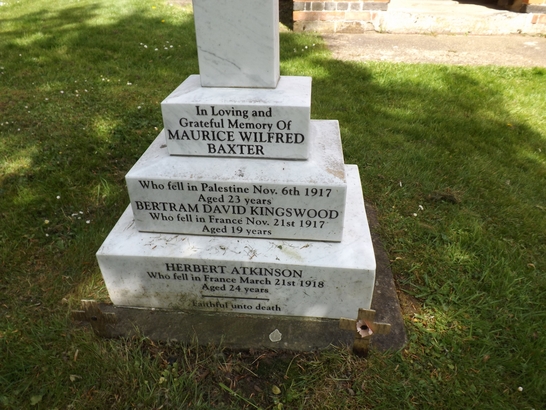 In Loving and
Grateful Memory Of
MAURICE WILFRED
BAXTER
Who fell in Palestine Nov. 6th 1917
Aged 23 years
BERTRAM DAVID KINGSWOOD
Who fell in France Nov. 21st 1917
Aged 19 years
HERBERT ATKINSON
Who fell in France March 21st 1918
Aged 24 years
Faithful unto death